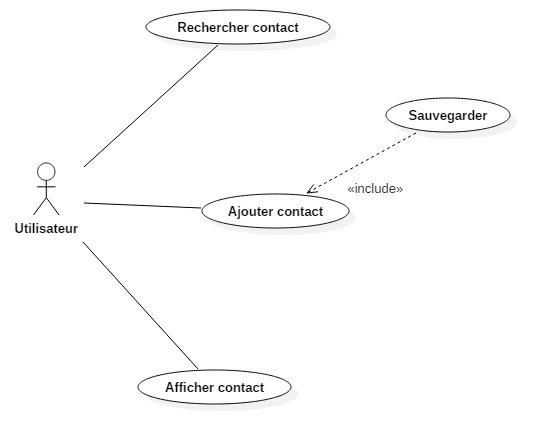 Rechercher contact
Sauvegarder
«include»
Ajouter contact
Utilisateur
Afficher contact